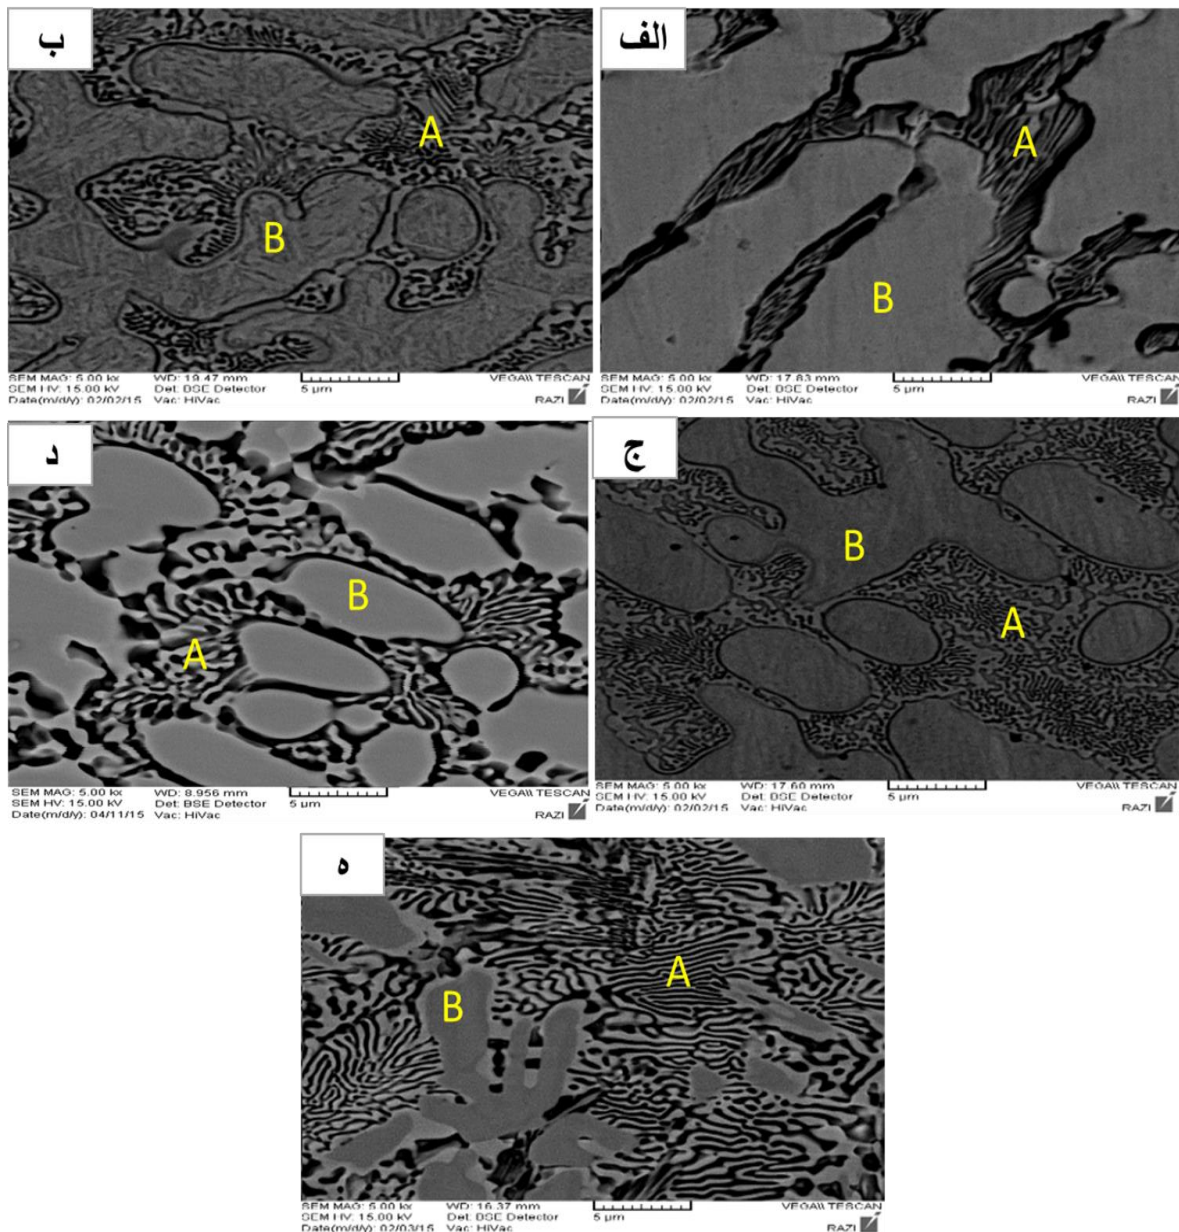 الف
A
B
SEM MAG: 5.00 kx WD: 17.83 mm VEGA\\ TESCAN
SEM HV: 15.00 kV Det: BSE Detector 5 µm
Date(m/d/y): 02/02/15 Vac: HiVac RAZI
ب
A
B
SEM MAG: 5.00 kx WD: 19.47 mm VEGA\\ TESCAN
SEM HV: 15.00 kV Det: BSE Detector 5 µm
Date(m/d/y): 02/02/15 Vac: HiVac RAZI
ج
B
A
SEM MAG: 5.00 kx WD: 17.60 mm VEGA\\ TESCAN
SEM HV: 15.00 kV Det: BSE Detector 5 µm
Date(m/d/y): 02/02/15 Vac: HiVac RAZI
د
B
A
SEM MAG: 5.00 kx WD: 8.956 mm VEGA\\ TESCAN
SEM HV: 15.00 kV Det: BSE Detector 5 µm
Date(m/d/y): 04/11/15 Vac: HiVac RAZI
ه
A
B
SEM MAG: 5.00 kx WD: 16.37 mm VEGA\\ TESCAN
SEM HV: 15.00 kV Det: BSE Detector 5 µm
Date(m/d/y): 02/03/15 Vac: HiVac RAZI